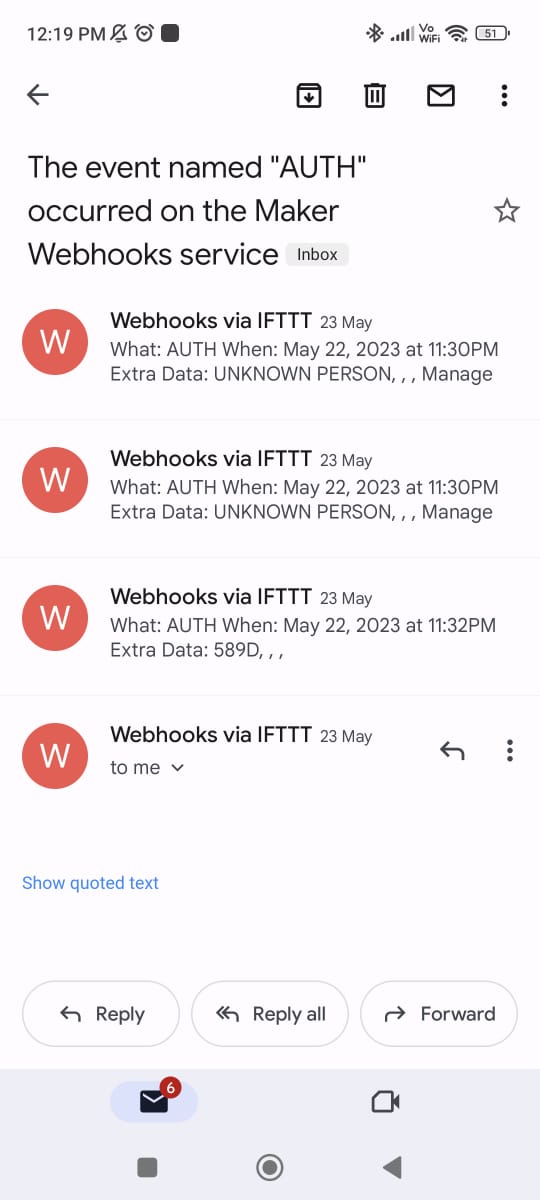 12:19 PM
Vo
WiFi
51
The event named "AUTH"
occurred on the Maker
Webhooks service Inbox
W
Webhooks via IFTTT 23 May
What: AUTH When: May 22, 2023 at 11:30PM
Extra Data: UNKNOWN PERSON, , , Manage
W
Webhooks via IFTTT 23 May
What: AUTH When: May 22, 2023 at 11:30PM
Extra Data: UNKNOWN PERSON, , , Manage
W
Webhooks via IFTTT 23 May
What: AUTH When: May 22, 2023 at 11:32PM
Extra Data: 589D, , ,
W
Webhooks via IFTTT 23 May
to me
Show quoted text
Reply
Reply all
Forward
6